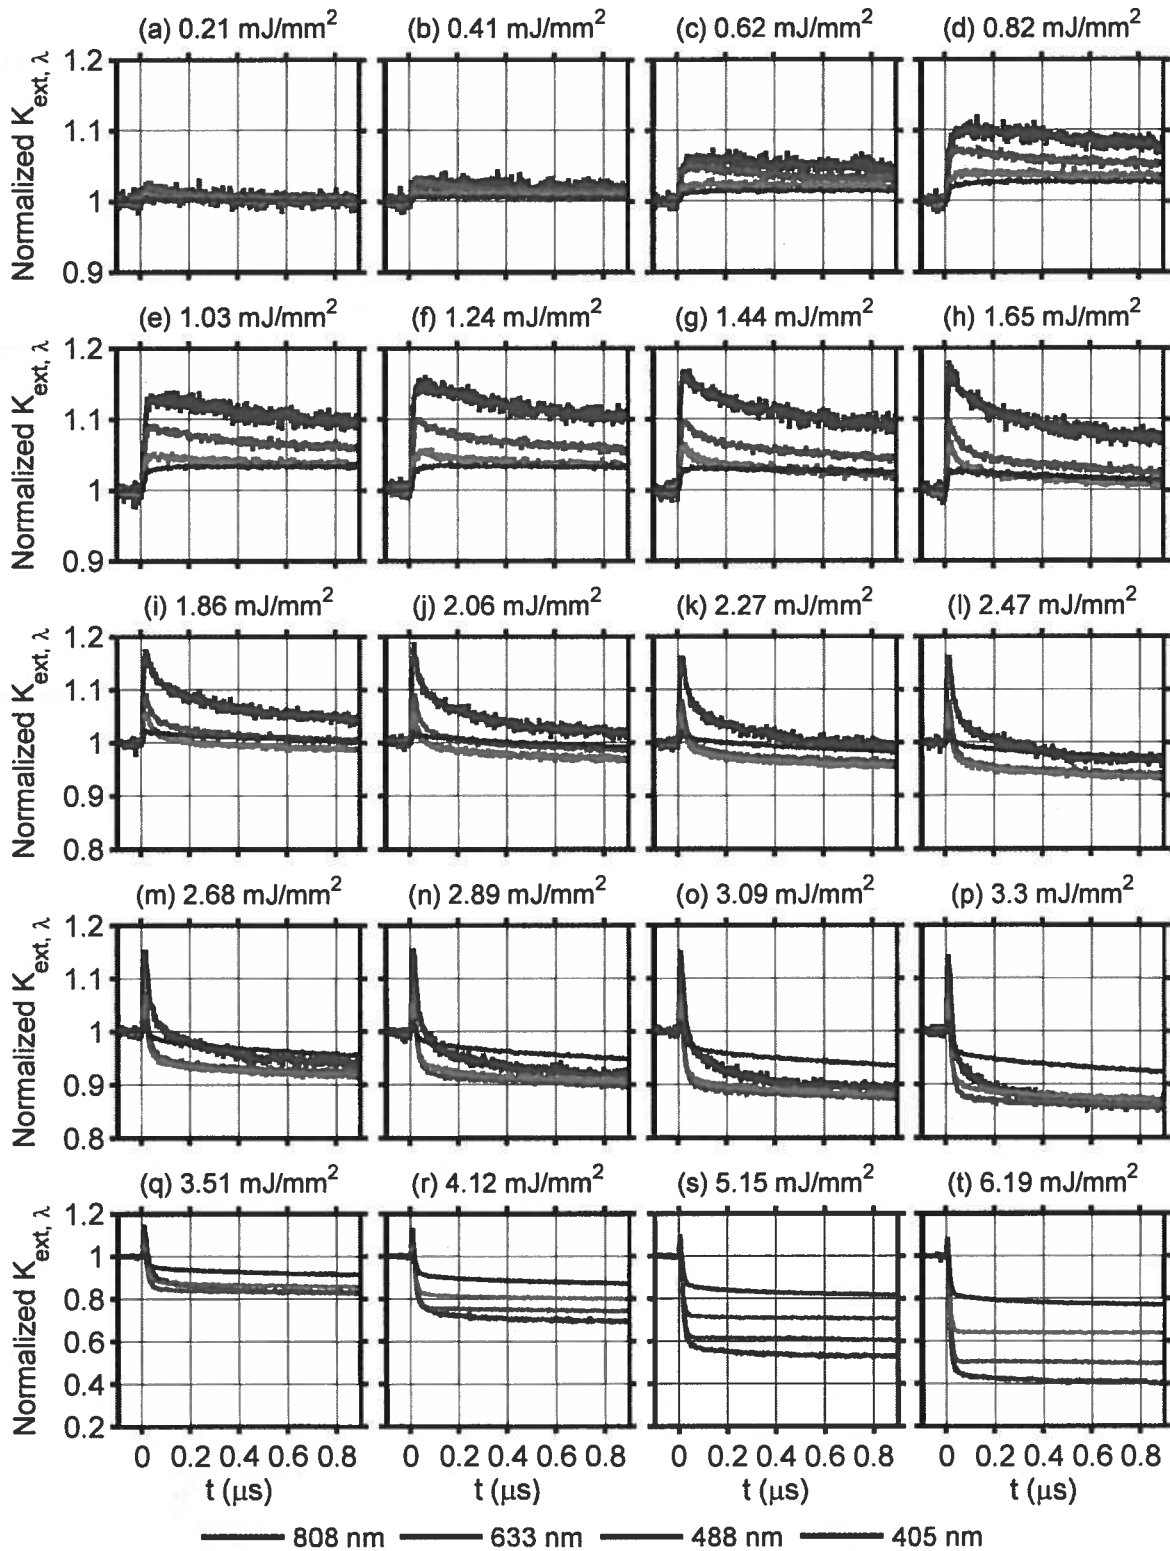 (a) 0.21 mJ/mm² (b) 0.41 mJ/mm² (c) 0.62 mJ/mm² (d) 0.82 mJ/mm²
Normalized K_ext, λ
1.2
1.1
1
0.9
(e) 1.03 mJ/mm² (f) 1.24 mJ/mm² (g) 1.44 mJ/mm² (h) 1.65 mJ/mm²
Normalized K_ext, λ
1.2
1.1
1
0.9
(i) 1.86 mJ/mm² (j) 2.06 mJ/mm² (k) 2.27 mJ/mm² (l) 2.47 mJ/mm²
Normalized K_ext, λ
1.2
1.1
1
0.9
0.8
(m) 2.68 mJ/mm² (n) 2.89 mJ/mm² (o) 3.09 mJ/mm² (p) 3.3 mJ/mm²
Normalized K_ext, λ
1.2
1.1
1
0.9
0.8
(q) 3.51 mJ/mm² (r) 4.12 mJ/mm² (s) 5.15 mJ/mm² (t) 6.19 mJ/mm²
Normalized K_ext, λ
1.2
1
0.8
0.6
0.4
0.2
0 0.2 0.4 0.6 0.8 0 0.2 0.4 0.6 0.8 0 0.2 0.4 0.6 0.8 0 0.2 0.4 0.6 0.8
t (μs) t (μs) t (μs) t (μs)
808 nm 633 nm 488 nm 405 nm